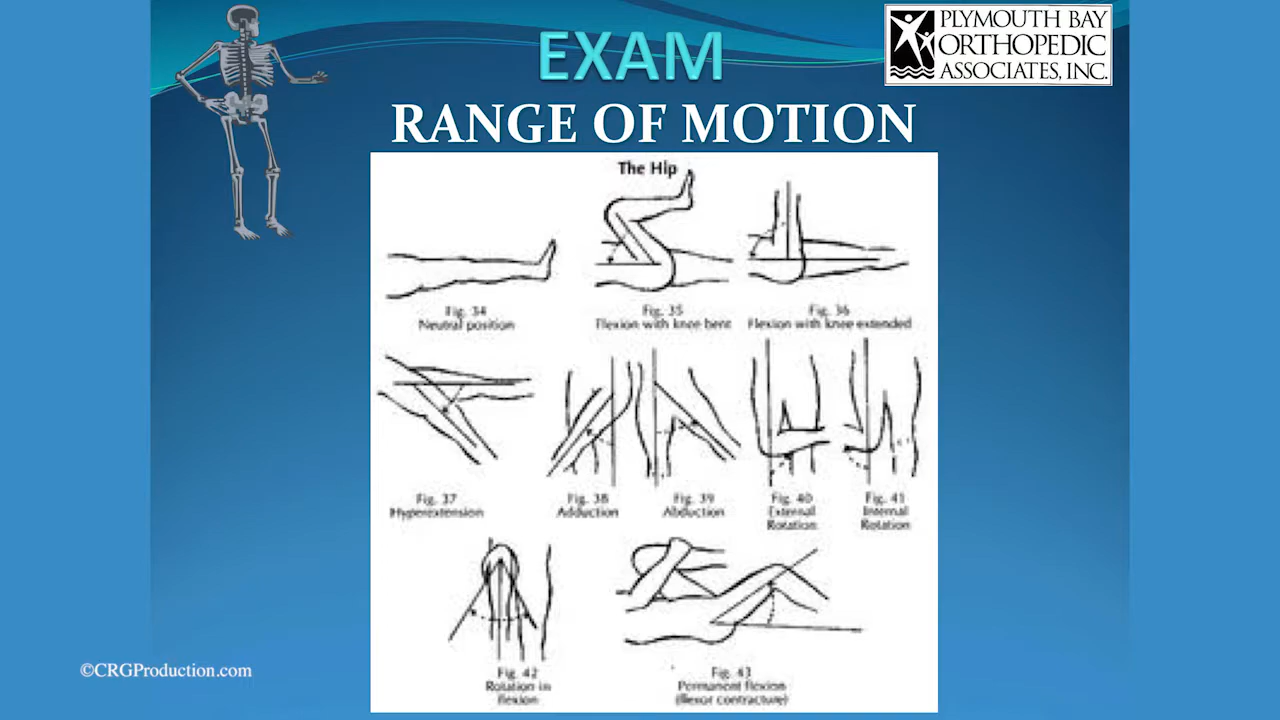 EXAM
PLYMOUTH BAY
ORTHOPEDIC
ASSOCIATES, INC.
RANGE OF MOTION
The Hip
Fig. 34
Neutral position
Fig. 35
Flexion with knee bent
Fig. 36
Flexion with knee extended
Fig. 37
Hyperextension
Fig. 38
Adduction
Fig. 39
Abduction
Fig. 40
External
Rotation
Fig. 41
Internal
Rotation
Fig. 42
Rotation in
flexion
Fig. 43
Permanent flexion
(flexor contracture)
©CRGProduction.com